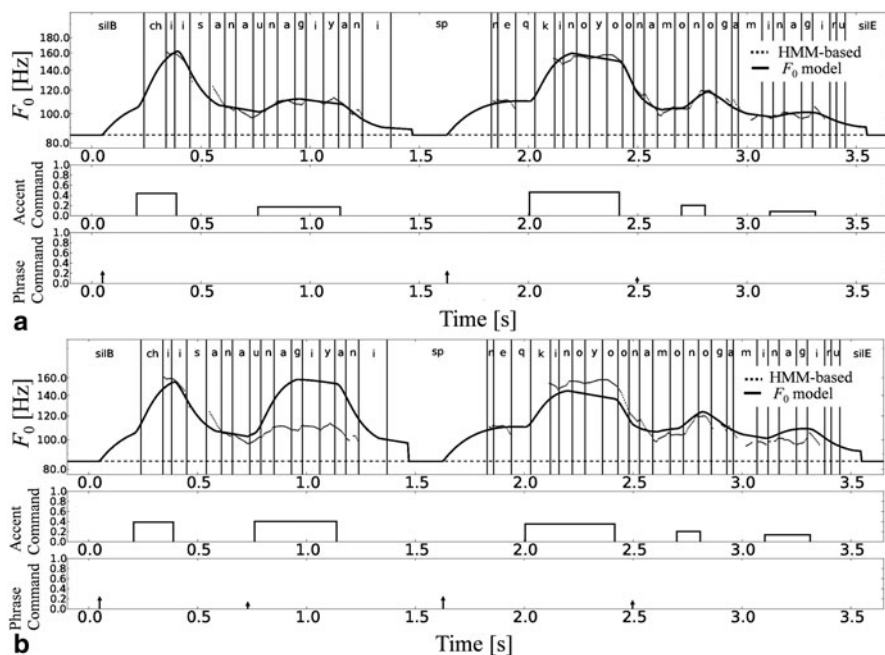 silB ch i i s a n a u n a g i y a n i sp n e q k i n o y o o n a m o n o g a m i n a g i r u silE
F₀ [Hz]
180.0
160.0
140.0
120.0
100.0
80.0
HMM-based
F₀ model
0.0 0.5 1.0 1.5 2.0 2.5 3.0 3.5
Accent
Command
1.0
0.8
0.6
0.4
0.2
0.0
0.0 0.5 1.0 1.5 2.0 2.5 3.0 3.5
Phrase
Command
1.0
0.8
0.6
0.4
0.2
0.0
0.0 0.5 1.0 1.5 2.0 2.5 3.0 3.5
a
Time [s]
silB ch i i s a n a u n a g i y a n i sp n e q k i n o y o o n a m o n o g a m i n a g i r u silE
F₀ [Hz]
160.0
140.0
120.0
100.0
80.0
HMM-based
F₀ model
0.0 0.5 1.0 1.5 2.0 2.5 3.0 3.5
Accent
Command
1.0
0.8
0.6
0.4
0.2
0.0
0.0 0.5 1.0 1.5 2.0 2.5 3.0 3.5
Phrase
Command
1.0
0.8
0.6
0.4
0.2
0.0
0.0 0.5 1.0 1.5 2.0 2.5 3.0 3.5
b
Time [s]